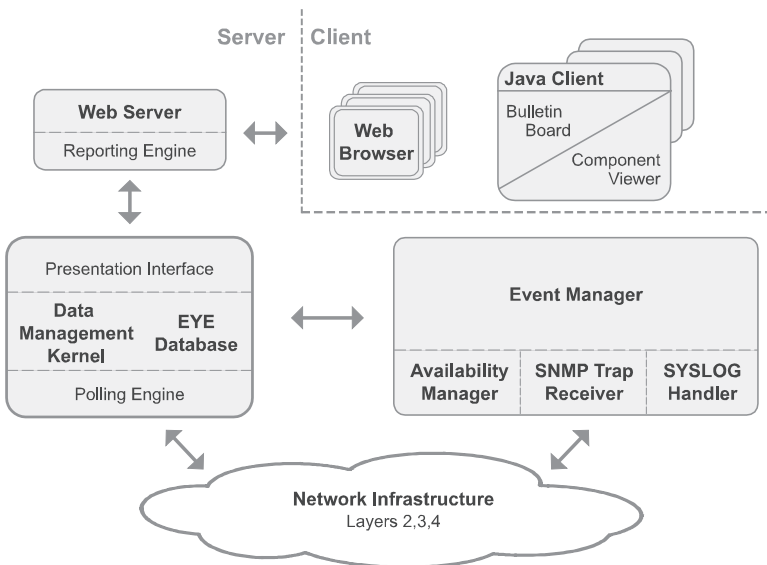 Server
Client
Web Server
Reporting Engine
Web
Browser
Java Client
Bulletin
Board
Component
Viewer
Presentation Interface
Data
Management
Kernel
EYE
Database
Polling Engine
Event Manager
Availability
Manager
SNMP Trap
Receiver
SYSLOG
Handler
Network Infrastructure
Layers 2,3,4